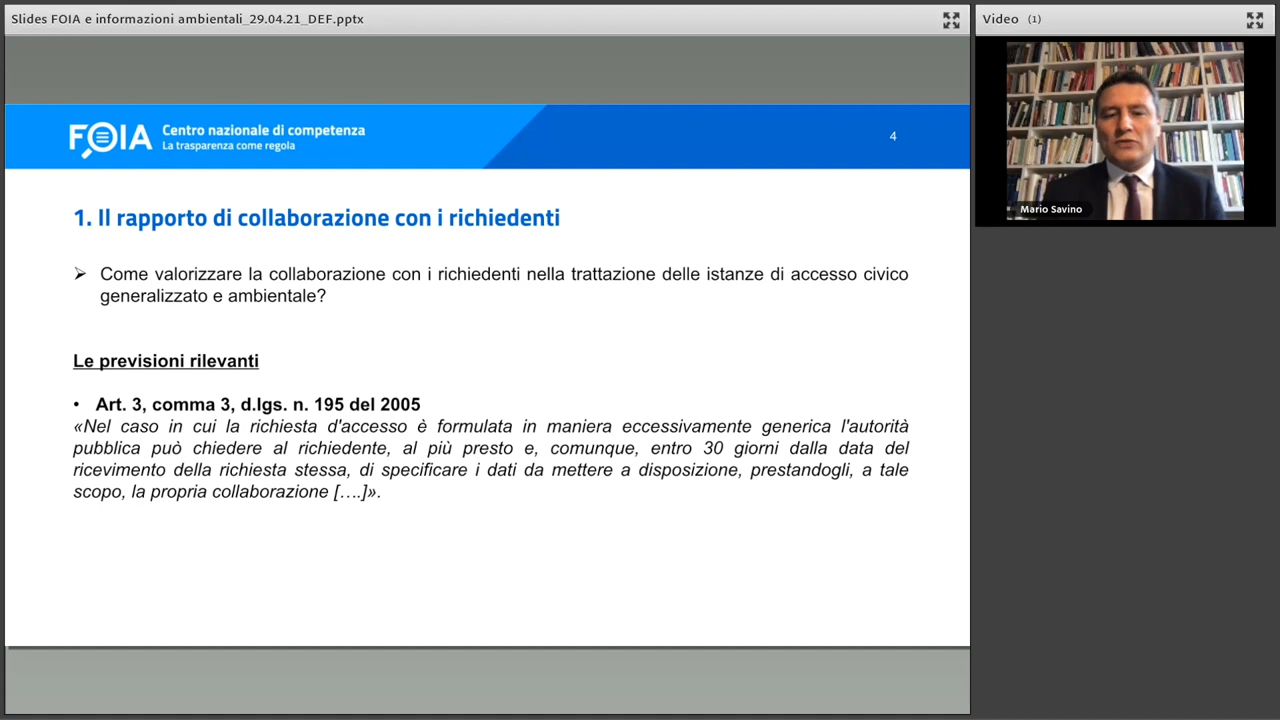 Slides FOIA e informazioni ambientali_29.04.21_DEF.pptx
Video (1)
FOIA Centro nazionale di competenza
La trasparenza come regola
4
Mario Savino
1. Il rapporto di collaborazione con i richiedenti
➢ Come valorizzare la collaborazione con i richiedenti nella trattazione delle istanze di accesso civico
generalizzato e ambientale?
Le previsioni rilevanti
• Art. 3, comma 3, d.lgs. n. 195 del 2005
«Nel caso in cui la richiesta d'accesso è formulata in maniera eccessivamente generica l'autorità
pubblica può chiedere al richiedente, al più presto e, comunque, entro 30 giorni dalla data del
ricevimento della richiesta stessa, di specificare i dati da mettere a disposizione, prestandogli, a tale
scopo, la propria collaborazione [….]».